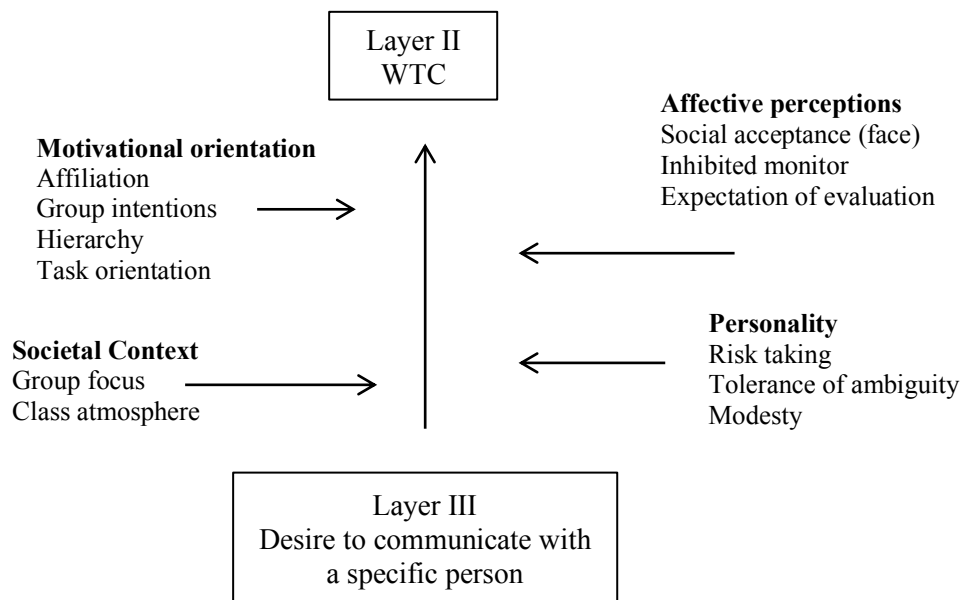 Layer II
WTC
Motivational orientation
Affiliation
Group intentions
Hierarchy
Task orientation
Affective perceptions
Social acceptance (face)
Inhibited monitor
Expectation of evaluation
Societal Context
Group focus
Class atmosphere
Personality
Risk taking
Tolerance of ambiguity
Modesty
Layer III
Desire to communicate with
a specific person